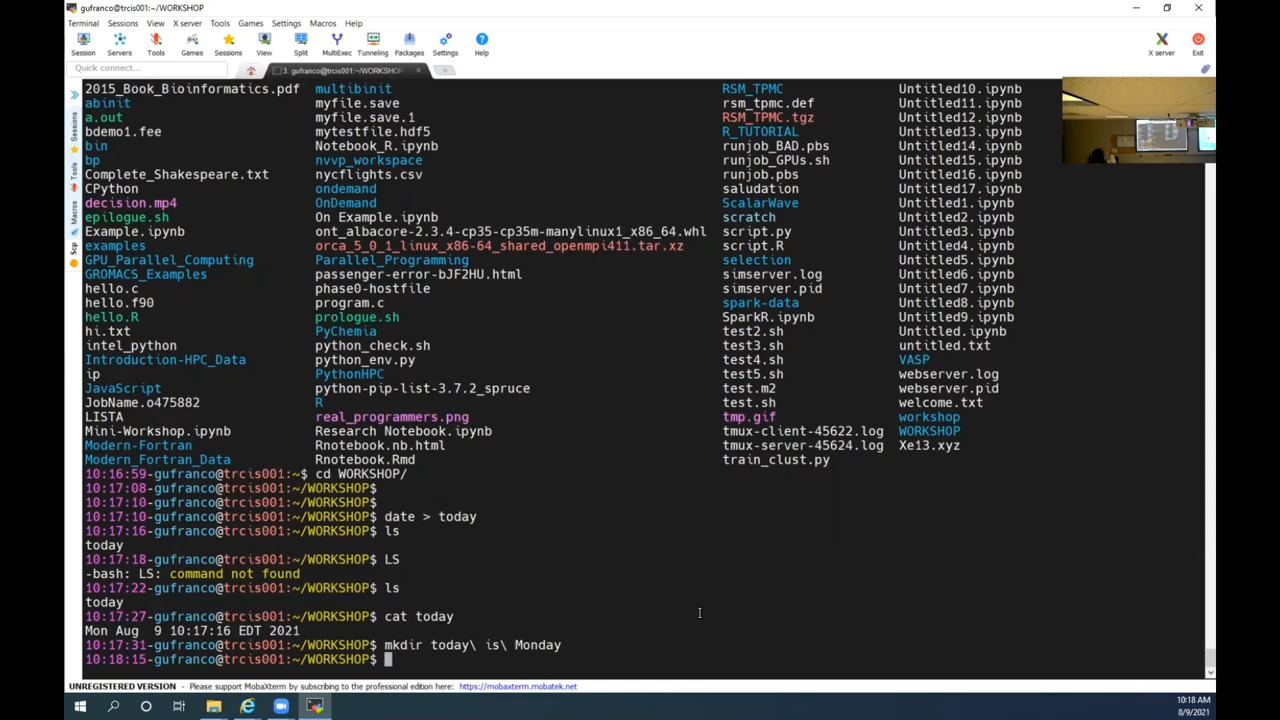 gufranco@trcis001:~/WORKSHOP
Terminal Sessions View X server Tools Games Settings Macros Help
Session Servers Tools Games Sessions View Split MultiExec Tunneling Packages Settings Help X server Exit
Quick connect...
3. gufranco@trcis001:~/WORKSHOP
Sessions
Tools
Macros
Scp
2015_Book_Bioinformatics.pdf multibinit RSM_TPMC Untitled10.ipynb
abinit myfile.save rsm_tpmc.def Untitled11.ipynb
a.out myfile.save.1 RSM_TPMC.tgz Untitled12.ipynb
bdemo1.fee mytestfile.hdf5 R_TUTORIAL Untitled13.ipynb
bin Notebook_R.ipynb runjob_BAD.pbs Untitled14.ipynb
bp nvvp_workspace runjob_GPUs.sh Untitled15.ipynb
Complete_Shakespeare.txt nycflights.csv runjob.pbs Untitled16.ipynb
CPython ondemand saludation Untitled17.ipynb
decision.mp4 OnDemand ScalarWave Untitled1.ipynb
epilogue.sh On Example.ipynb scratch Untitled2.ipynb
Example.ipynb ont_albacore-2.3.4-cp35-cp35m-manylinux1_x86_64.whl script.py Untitled3.ipynb
examples orca_5_0_1_linux_x86-64_shared_openmpi411.tar.xz script.R Untitled4.ipynb
GPU_Parallel_Computing Parallel_Programming selection Untitled5.ipynb
GROMACS_Examples passenger-error-bJF2HU.html simserver.log Untitled6.ipynb
hello.c phase0-hostfile simserver.pid Untitled7.ipynb
hello.f90 program.c spark-data Untitled8.ipynb
hello.R prologue.sh SparkR.ipynb Untitled9.ipynb
hi.txt PyChemia test2.sh Untitled.ipynb
intel_python python_check.sh test3.sh untitled.txt
Introduction-HPC_Data python_env.py test4.sh VASP
ip PythonHPC test5.sh webserver.log
JavaScript python-pip-list-3.7.2_spruce test.m2 webserver.pid
JobName.o475882 R test.sh welcome.txt
LISTA real_programmers.png tmp.gif workshop
Mini-Workshop.ipynb Research Notebook.ipynb tmux-client-45622.log WORKSHOP
Modern-Fortran Rnotebook.nb.html tmux-server-45624.log Xe13.xyz
Modern_Fortran_Data Rnotebook.Rmd train_clust.py
10:16:59-gufranco@trcis001:~$ cd WORKSHOP/
10:17:08-gufranco@trcis001:~/WORKSHOP$
10:17:10-gufranco@trcis001:~/WORKSHOP$
10:17:10-gufranco@trcis001:~/WORKSHOP$ date > today
10:17:16-gufranco@trcis001:~/WORKSHOP$ ls
today
10:17:18-gufranco@trcis001:~/WORKSHOP$ LS
-bash: LS: command not found
10:17:22-gufranco@trcis001:~/WORKSHOP$ ls
today
10:17:27-gufranco@trcis001:~/WORKSHOP$ cat today
Mon Aug  9 10:17:16 EDT 2021
10:17:31-gufranco@trcis001:~/WORKSHOP$ mkdir today\ is\ Monday
10:18:15-gufranco@trcis001:~/WORKSHOP$
UNREGISTERED VERSION - Please support MobaXterm by subscribing to the professional edition here: https://mobaxterm.mobatek.net
10:18 AM
8/9/2021